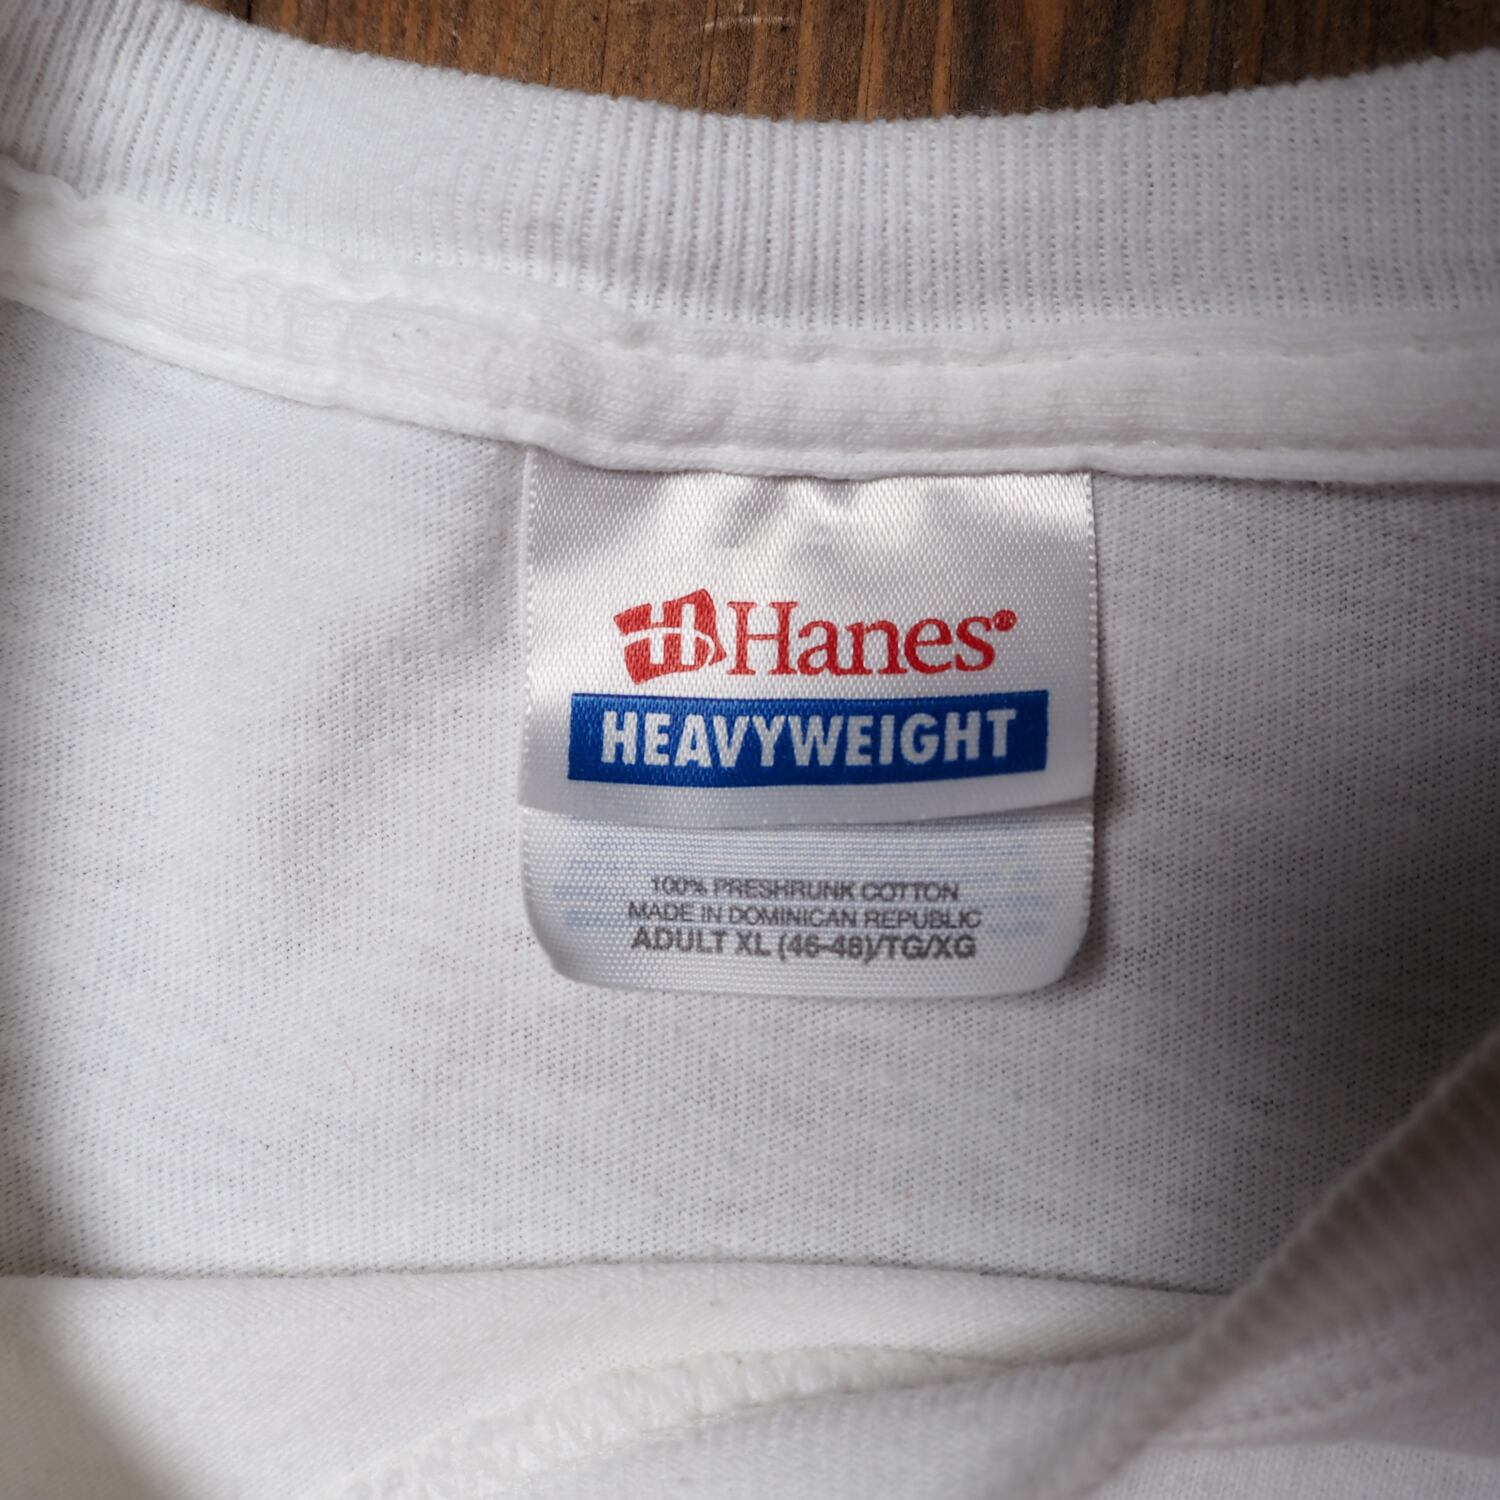 Hanes
HEAVYWEIGHT
100% PRESHRUNK COTTON
MADE IN DOMINICAN REPUBLIC
ADULT XL (46-48)/TG/XG